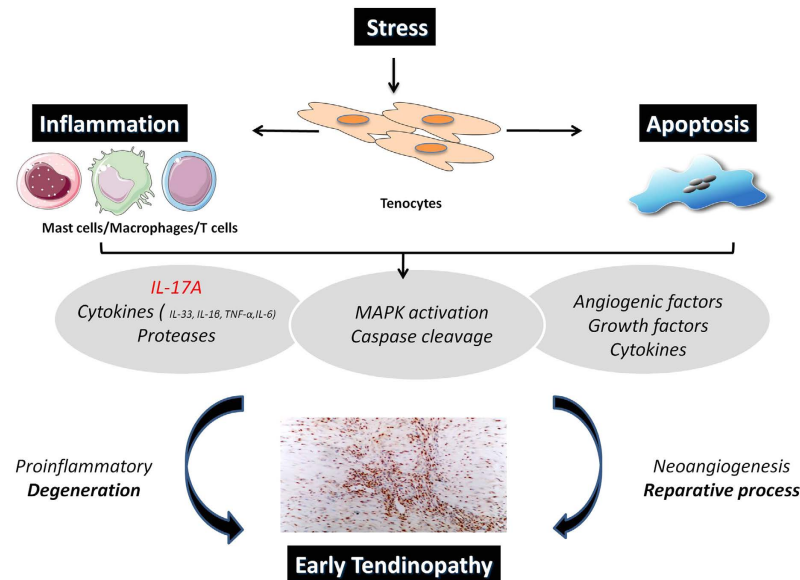 Stress
Inflammation
Apoptosis
Tenocytes
Mast cells/Macrophages/T cells
IL-17A
Cytokines ( IL-33, IL-1β, TNF-α,IL-6)
Proteases
MAPK activation
Caspase cleavage
Angiogenic factors
Growth factors
Cytokines
Proinflammatory
Degeneration
Neoangiogenesis
Reparative process
Early Tendinopathy